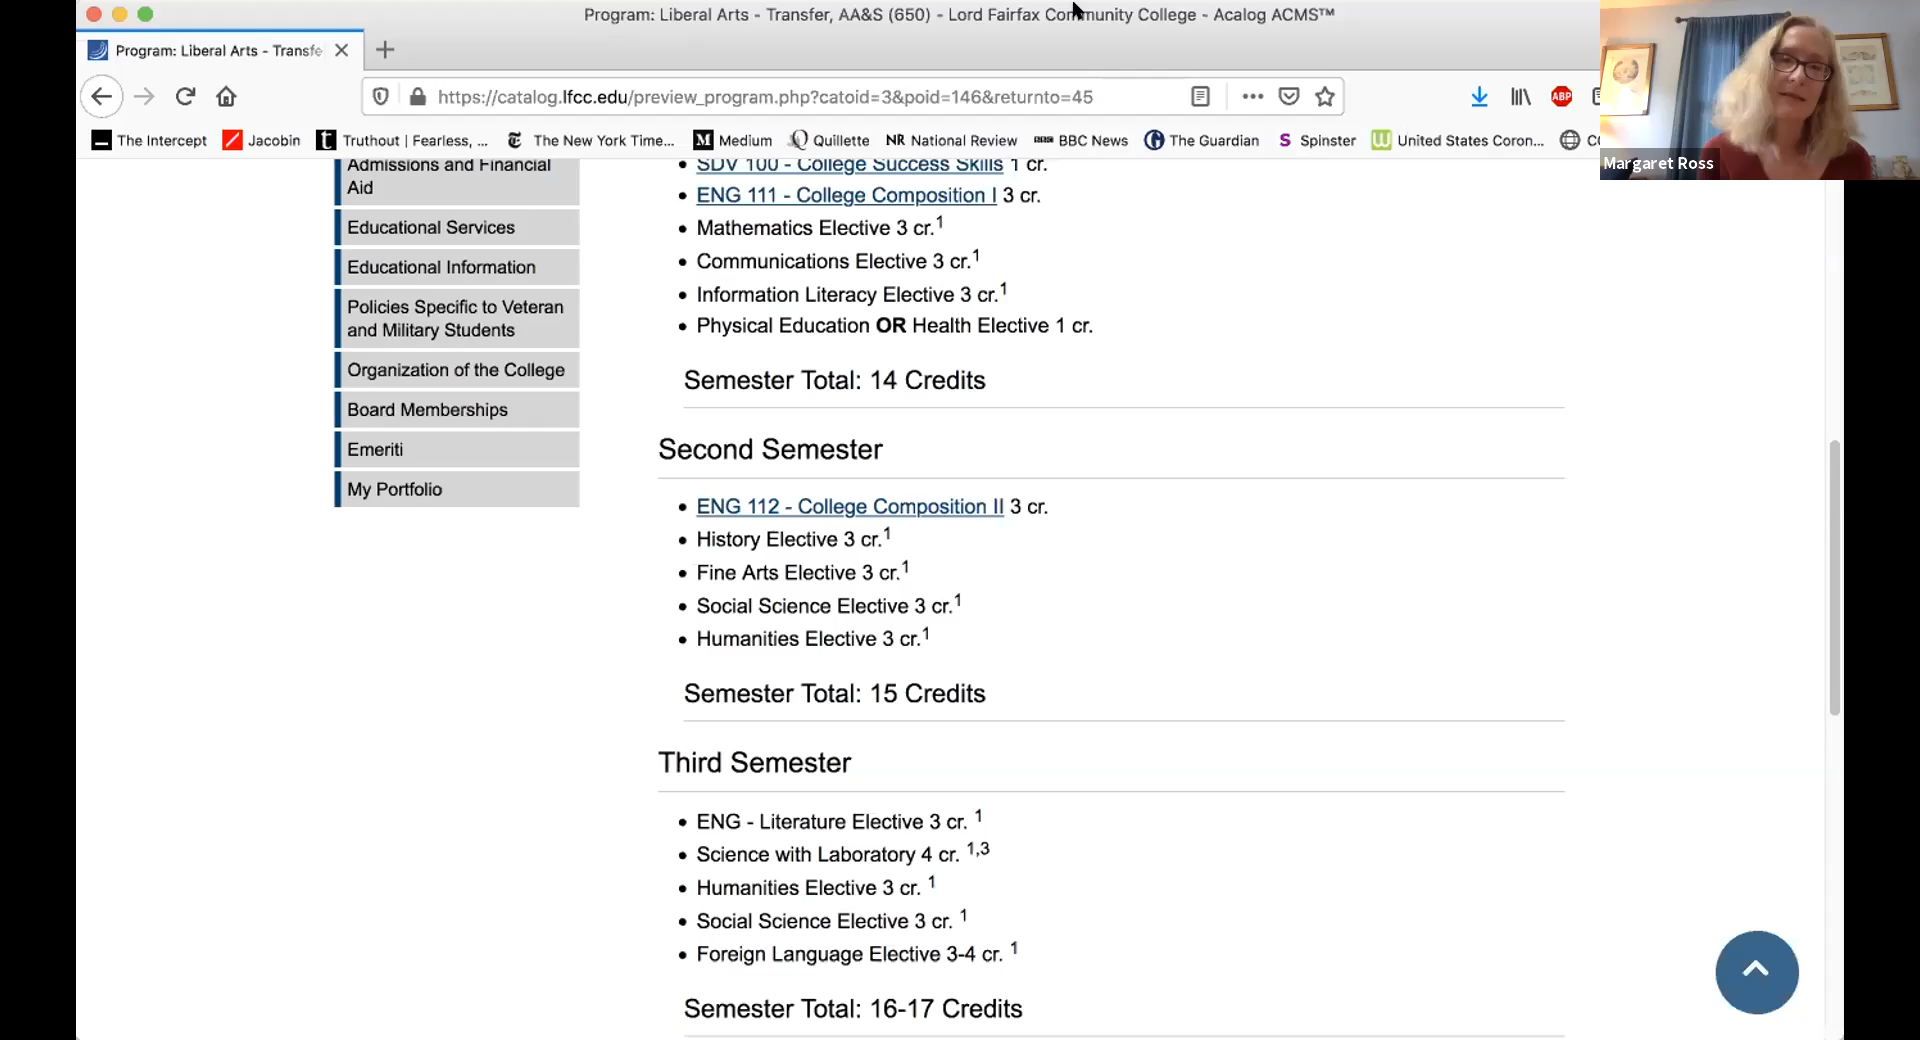 Program: Liberal Arts - Transfer, AA&S (650) - Lord Fairfax Community College - Acalog ACMS™
Program: Liberal Arts - Transfe
https://catalog.lfcc.edu/preview_program.php?catoid=3&poid=146&returnto=45
ABP
The Intercept
Jacobin
t Truthout | Fearless, ...
The New York Time...
M Medium
Quillette
NR National Review
BBC News
The Guardian
S Spinster
United States Coron...
Margaret Ross
Admissions and Financial
Aid
Educational Services
Educational Information
Policies Specific to Veteran
and Military Students
Organization of the College
Board Memberships
Emeriti
My Portfolio
SDV 100 - College Success Skills 1 cr.
ENG 111 - College Composition I 3 cr.
Mathematics Elective 3 cr.1
Communications Elective 3 cr.1
Information Literacy Elective 3 cr.1
Physical Education OR Health Elective 1 cr.
Semester Total: 14 Credits
Second Semester
ENG 112 - College Composition II 3 cr.
History Elective 3 cr.1
Fine Arts Elective 3 cr.1
Social Science Elective 3 cr.1
Humanities Elective 3 cr.1
Semester Total: 15 Credits
Third Semester
ENG - Literature Elective 3 cr. 1
Science with Laboratory 4 cr. 1,3
Humanities Elective 3 cr. 1
Social Science Elective 3 cr. 1
Foreign Language Elective 3-4 cr. 1
Semester Total: 16-17 Credits